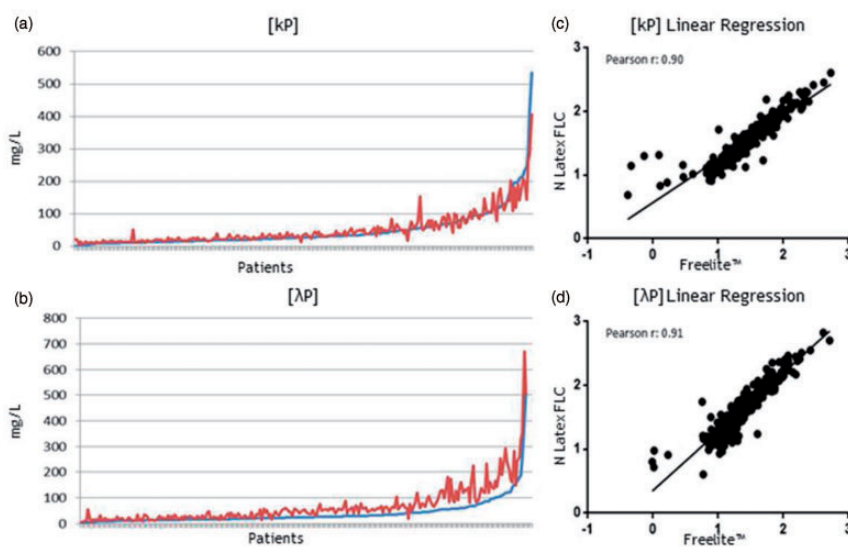 (a)
[kP]
600
500
400
300
200
100
0
mg/L
Patients
(b)
[λP]
800
700
600
500
400
300
200
100
0
mg/L
Patients
(c)
[kP] Linear Regression
Pearson r: 0.90
3
2
1
0
-1 0 1 2 3
N Latex FLC
Freelite™
(d)
[λP] Linear Regression
Pearson r: 0.91
3
2
1
0
-1 0 1 2 3
N Latex FLC
Freelite™